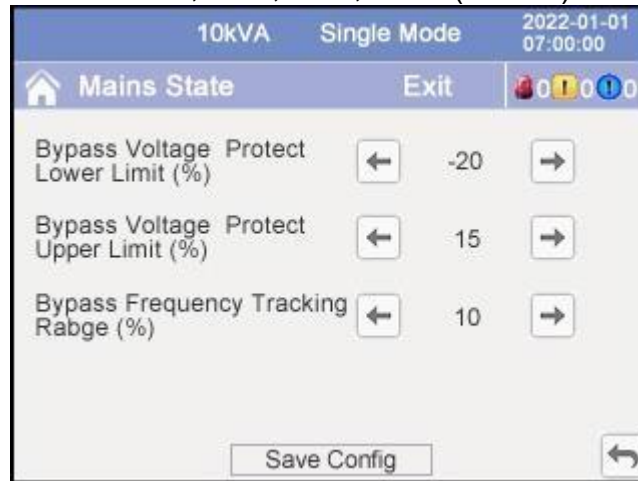 10kVA Single Mode 2022-01-01
07:00:00
Mains State Exit 0 ! 0 ! 0
Bypass Voltage Protect
Lower Limit (%)
-20
Bypass Voltage Protect
Upper Limit (%)
15
Bypass Frequency Tracking
Rabge (%)
10
Save Config